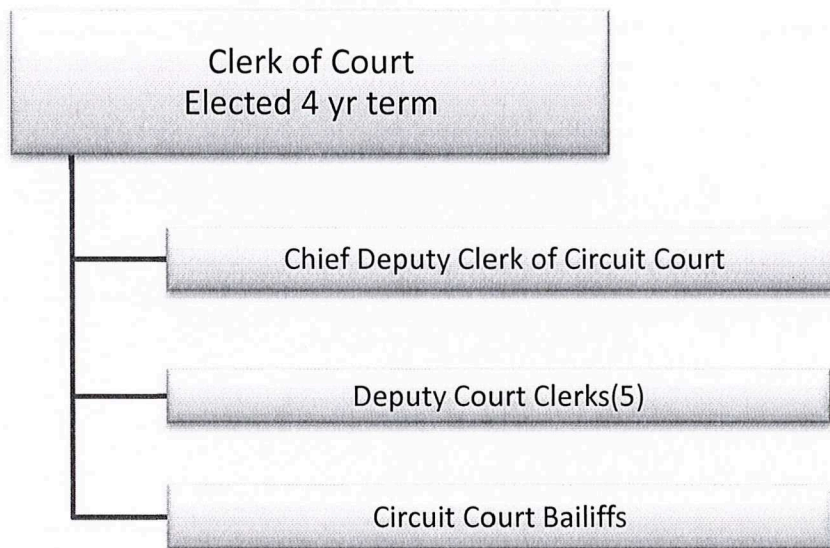 Clerk of Court
Elected 4 yr term
Chief Deputy Clerk of Circuit Court
Deputy Court Clerks(5)
Circuit Court Bailiffs